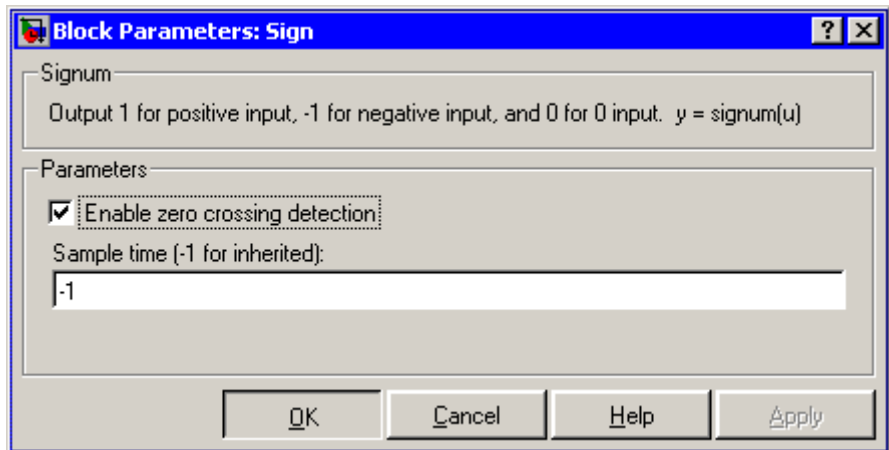 Block Parameters: Sign
Signum
Output 1 for positive input, -1 for negative input, and 0 for 0 input. y = signum(u)
Parameters
Enable zero crossing detection
Sample time (-1 for inherited):
-1
OK Cancel Help Apply